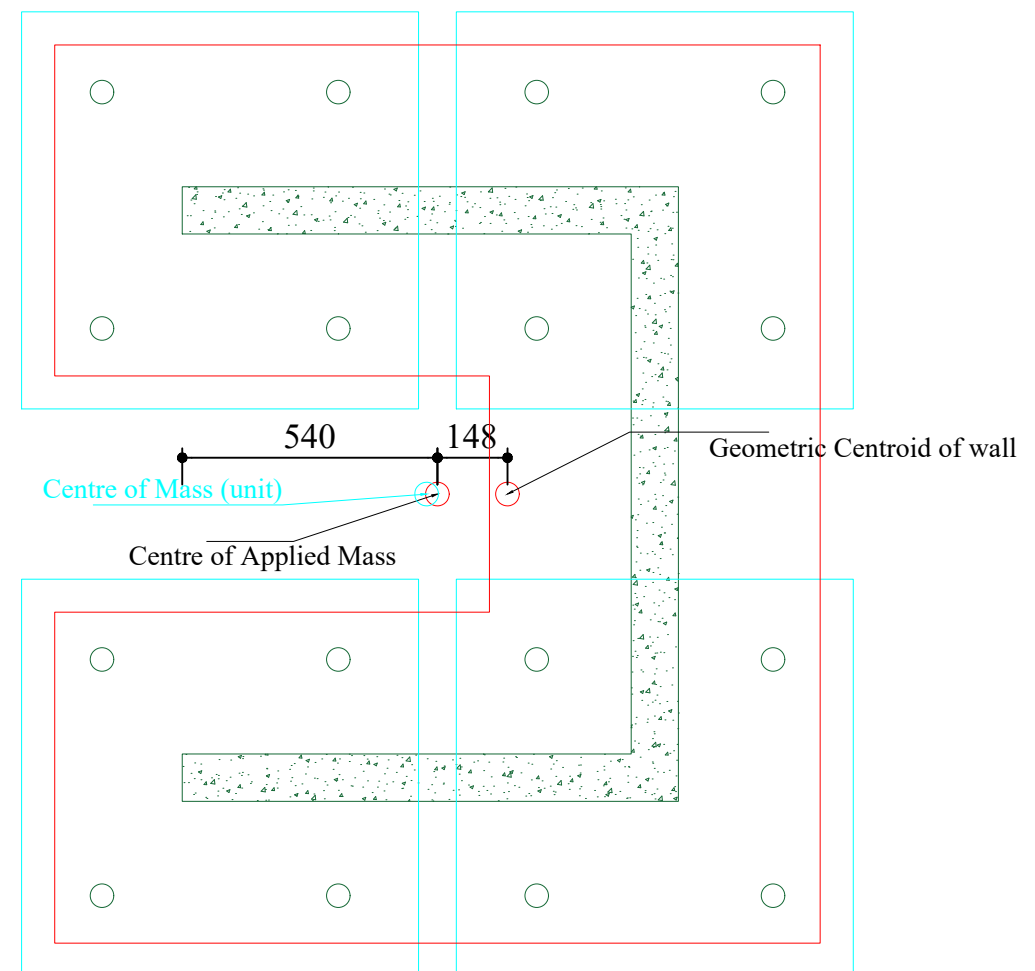 540
148
Geometric Centroid of wall
Centre of Mass (unit)
Centre of Applied Mass